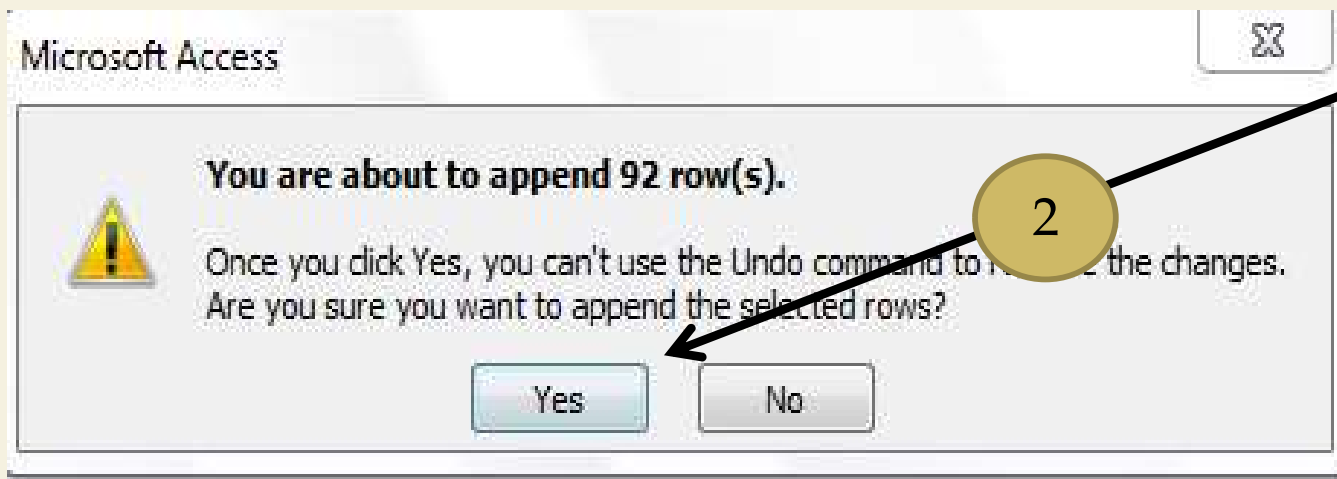 Microsoft Access
You are about to append 92 row(s).
2
Once you click Yes, you can't use the Undo command to the changes.
Are you sure you want to append the selected rows?
Yes
No